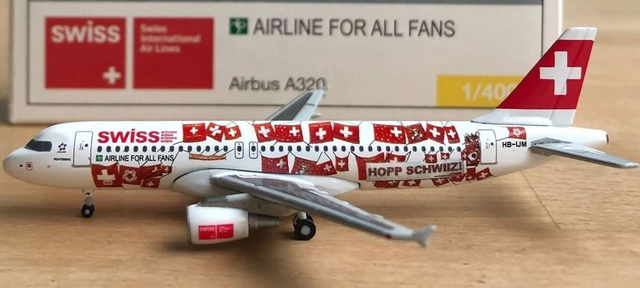 swiss
Swiss
International
Air Lines
AIRLINE FOR ALL FANS
Airbus A320
1/400
swiss
AIRLINE FOR ALL FANS
HOPP SCHWIIZ!
HB-IJM
swiss